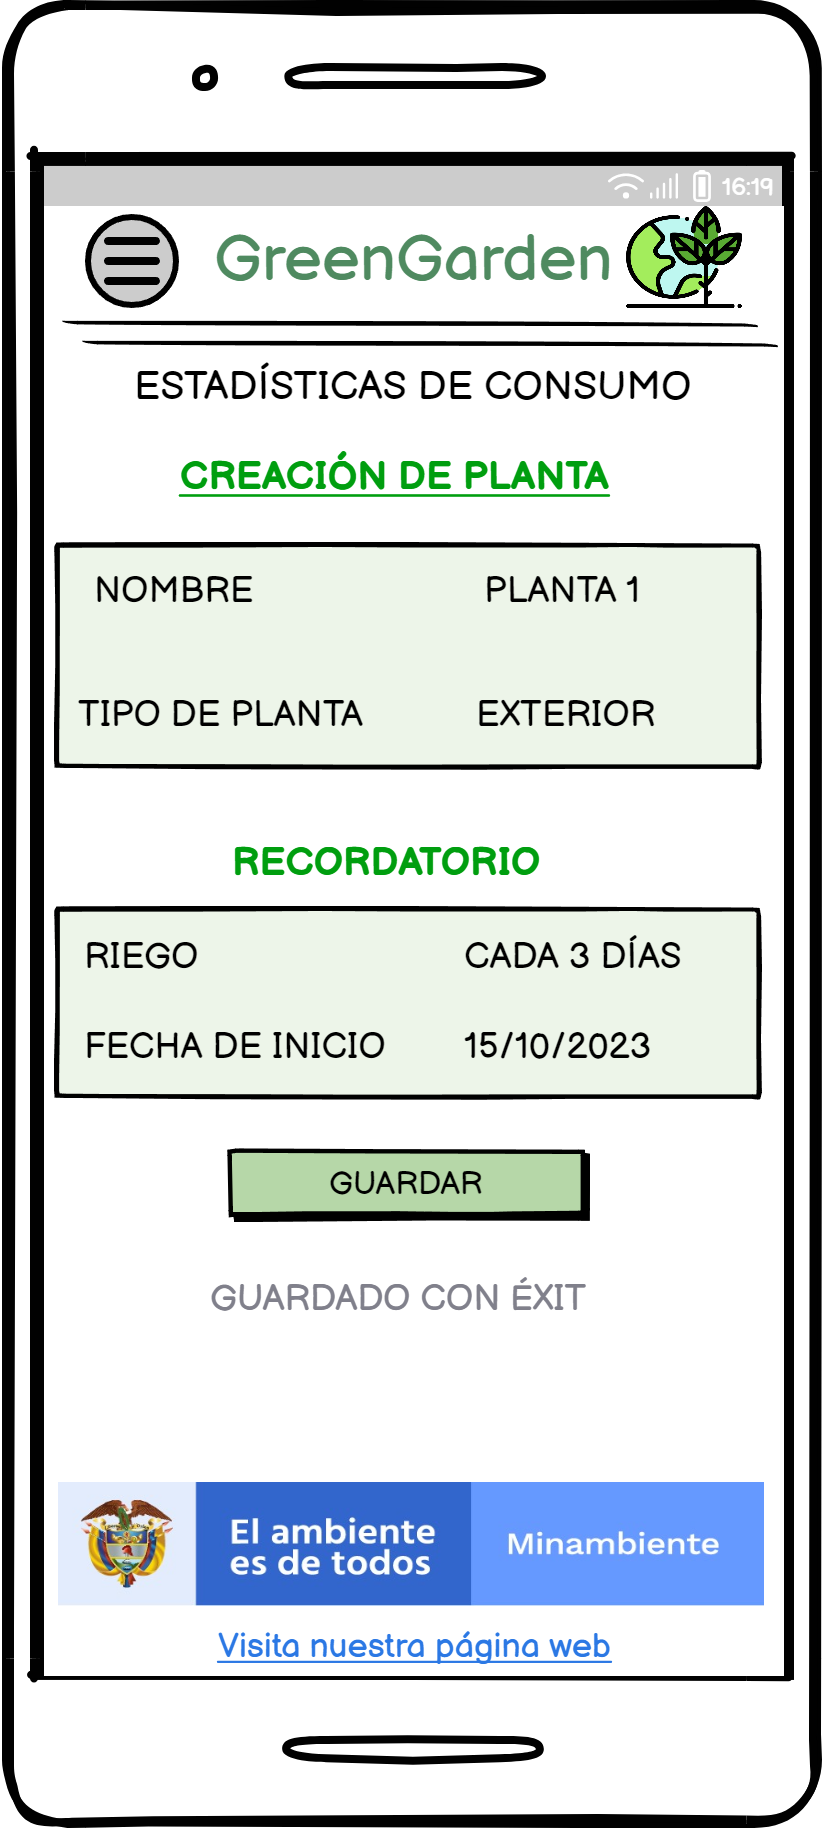 16:19
GreenGarden
ESTADÍSTICAS DE CONSUMO
CREACIÓN DE PLANTA
NOMBRE PLANTA 1
TIPO DE PLANTA EXTERIOR
RECORDATORIO
RIEGO CADA 3 DÍAS
FECHA DE INICIO 15/10/2023
GUARDAR
GUARDADO CON ÉXIT
El ambiente
es de todos
Minambiente
Visita nuestra página web